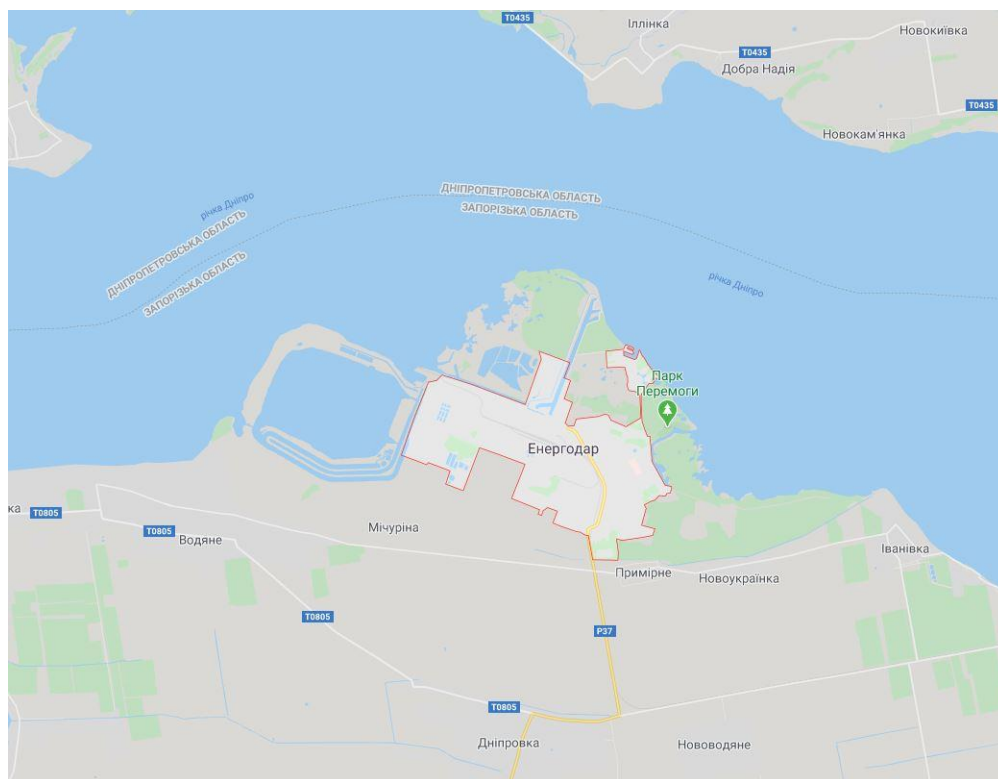 T0435
Іллінка
Новокиївка
T0435
Добра Надія
T0435
Новокам'янка
ДНІПРОПЕТРОВСЬКА ОБЛАСТЬ
ЗАПОРІЗЬКА ОБЛАСТЬ
річка Дніпро
ДНІПРОПЕТРОВСЬКА ОБЛАСТЬ
ЗАПОРІЗЬКА ОБЛАСТЬ
річка Дніпро
Парк
Перемоги
Енергодар
ка
T0805
T0805
Водяне
Мічуріна
Іванівка
Примірне
Новоукраїнка
T0805
P37
T0805
Дніпровка
Нововодяне